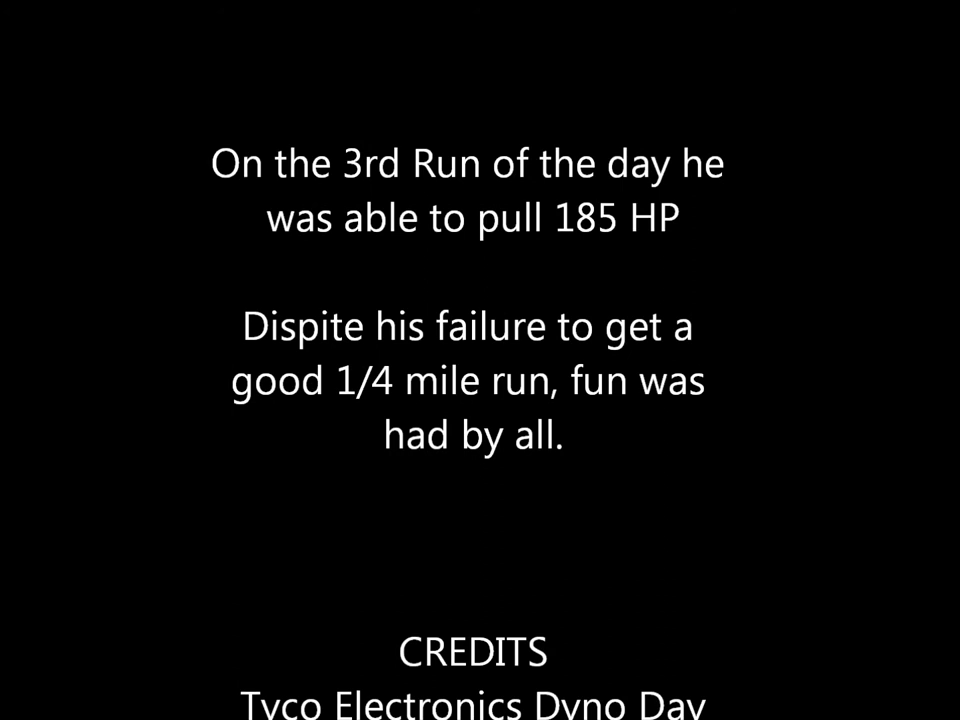 On the 3rd Run of the day he
was able to pull 185 HP
Dispite his failure to get a
good 1/4 mile run, fun was
had by all.
CREDITS
Tyco Electronics Dyno Day